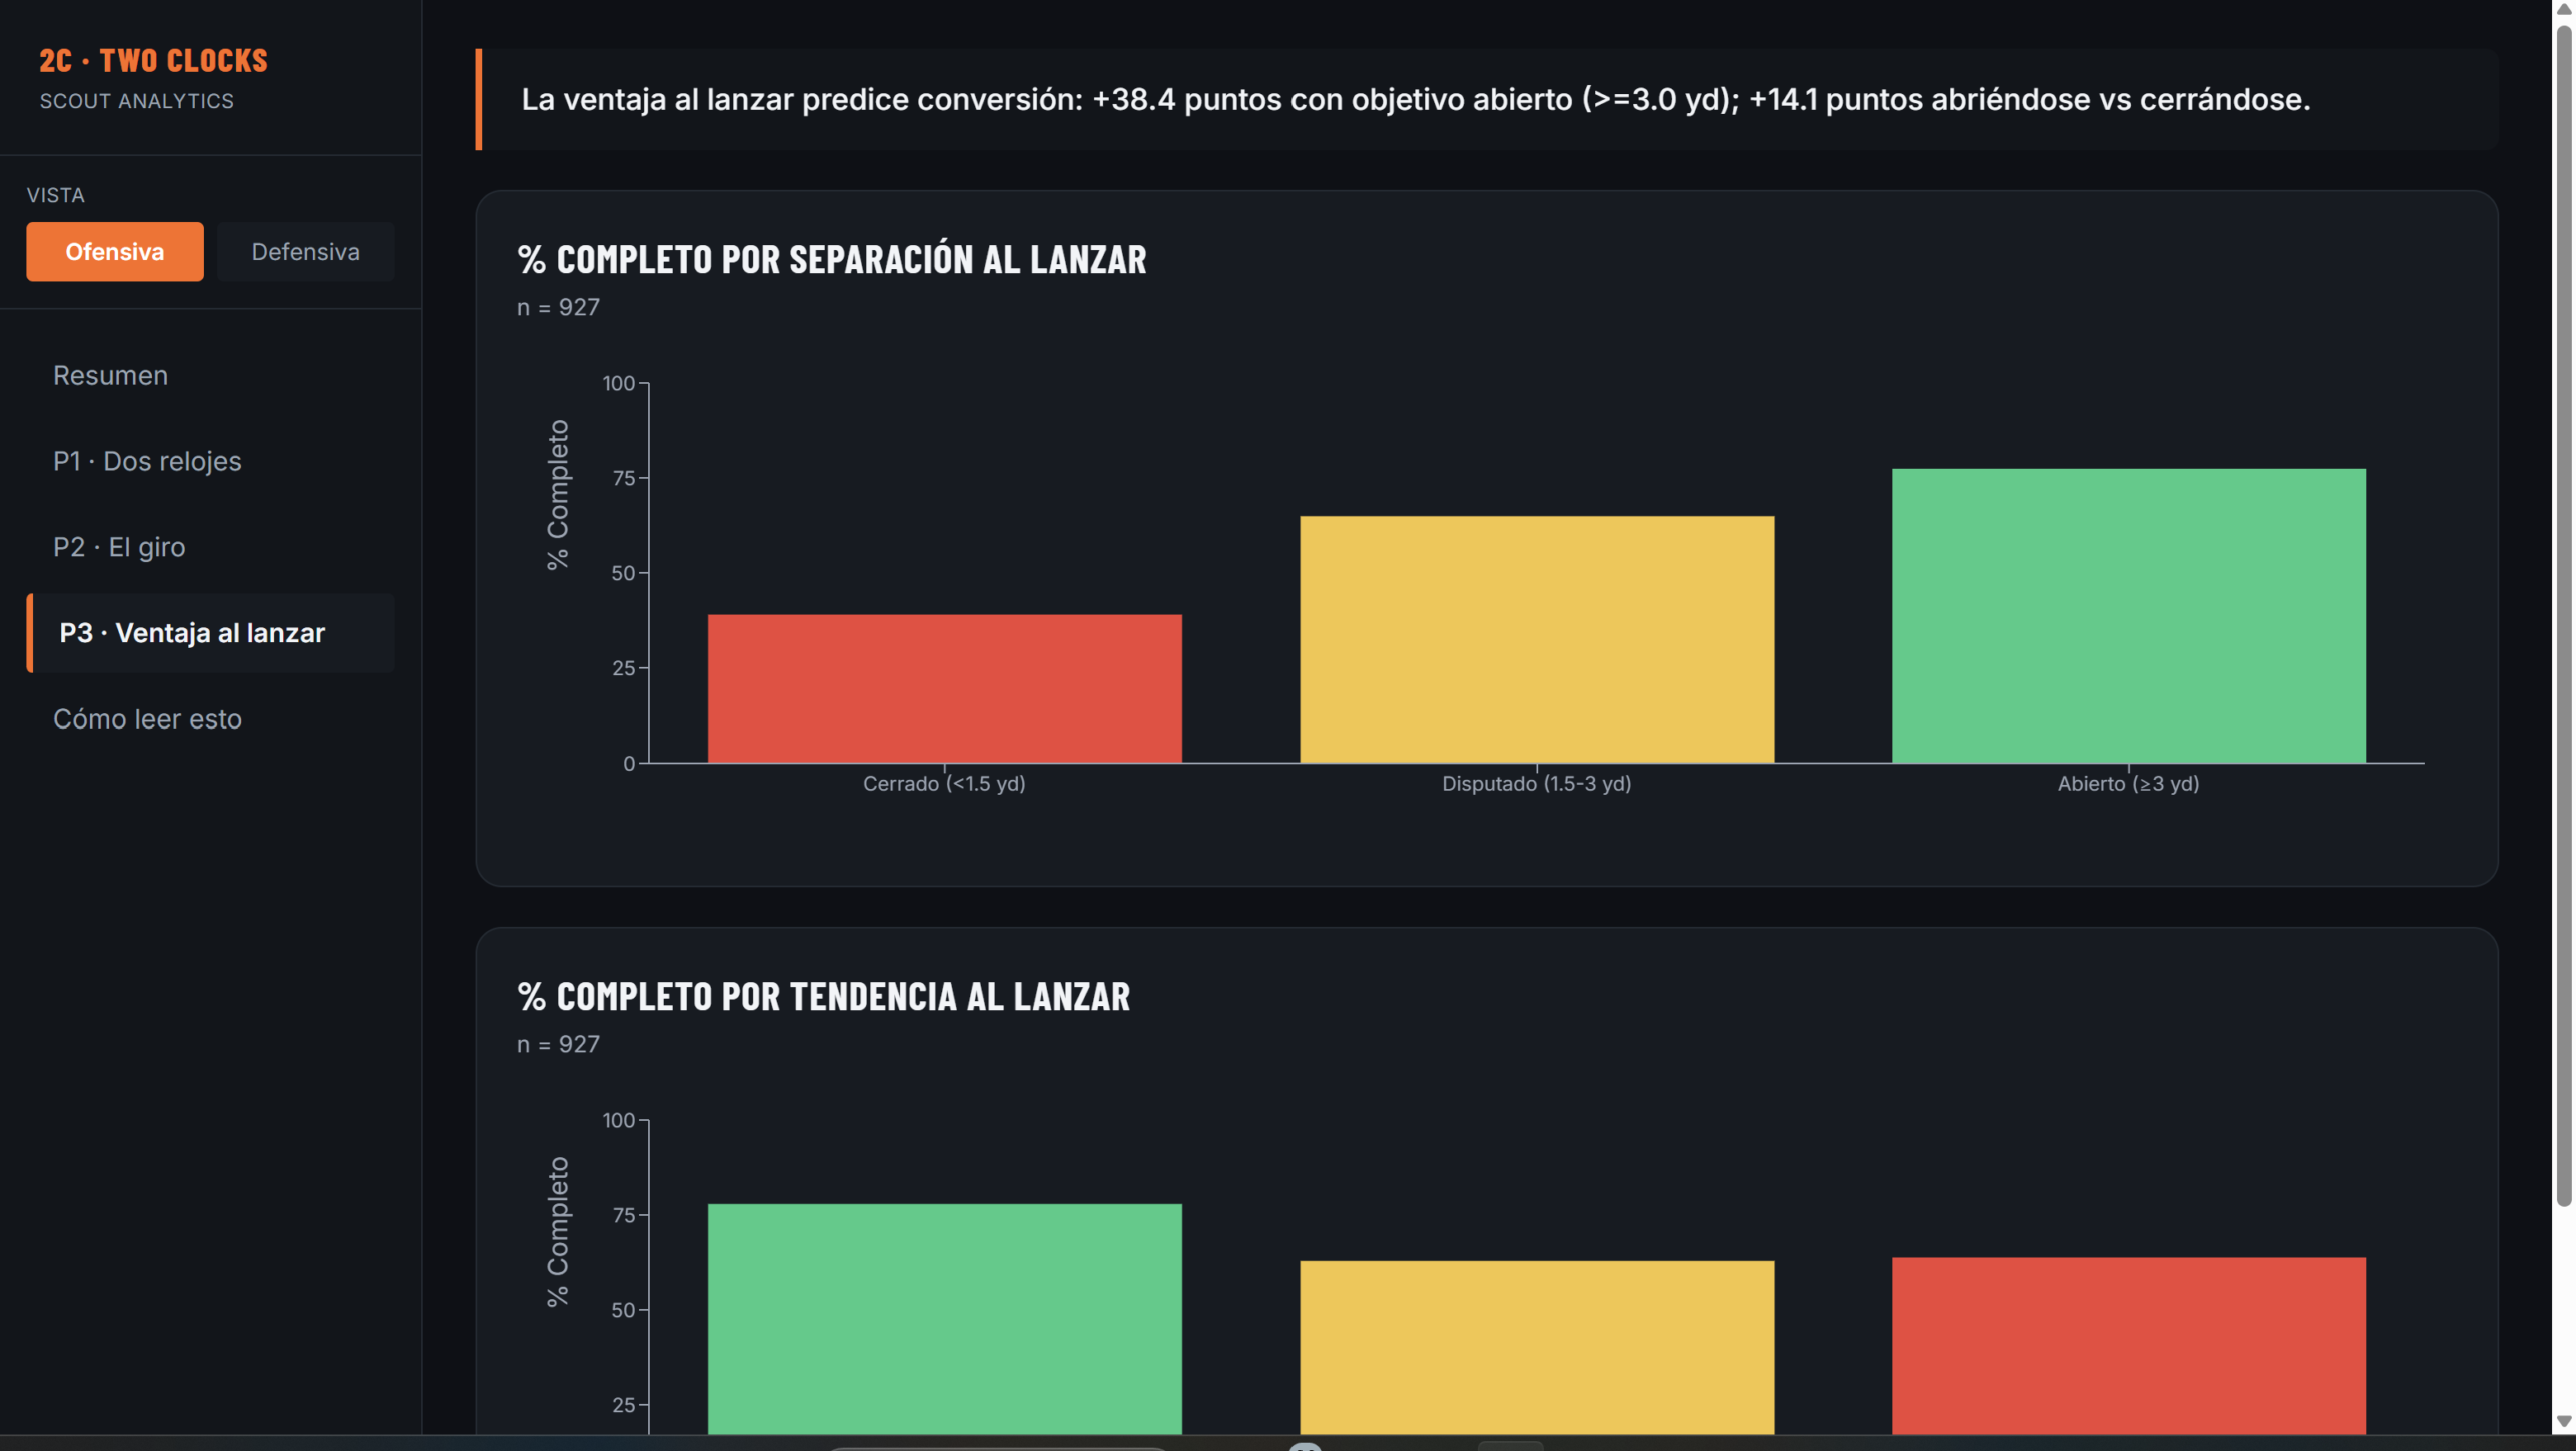 2C · TWO CLOCKS
SCOUT ANALYTICS
VISTA
Ofensiva
Defensiva
Resumen
P1 · Dos relojes
P2 · El giro
P3 · Ventaja al lanzar
Cómo leer esto
La ventaja al lanzar predice conversión: +38.4 puntos con objetivo abierto (>=3.0 yd); +14.1 puntos abriéndose vs cerrándose.
% COMPLETO POR SEPARACIÓN AL LANZAR
n = 927
% Completo
100
75
50
25
0
Cerrado (<1.5 yd)
Disputado (1.5-3 yd)
Abierto (≥3 yd)
% COMPLETO POR TENDENCIA AL LANZAR
n = 927
% Completo
100
75
50
25